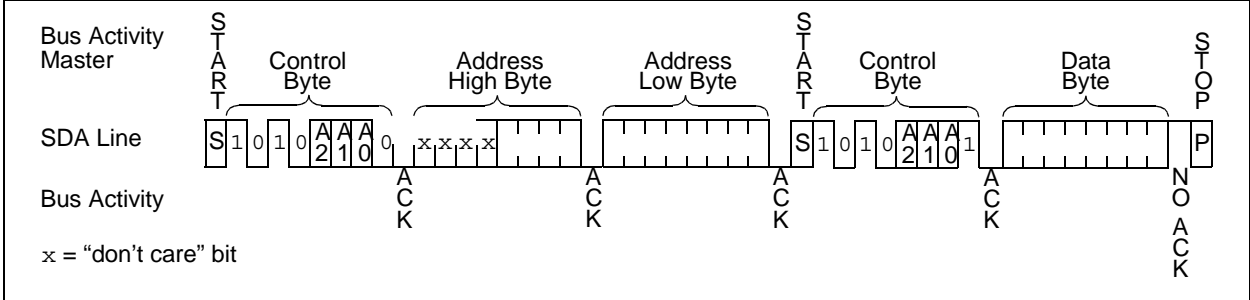 Bus Activity
Master
START
Control
Byte
Address
High Byte
Address
Low Byte
START
Control
Byte
Data
Byte
STOP
SDA Line
S 1 0 1 0 A2 A1 A0 0 x x x x S 1 0 1 0 A2 A1 A0 1 P
Bus Activity
ACK
ACK
ACK
ACK
NO ACK
x = “don’t care” bit